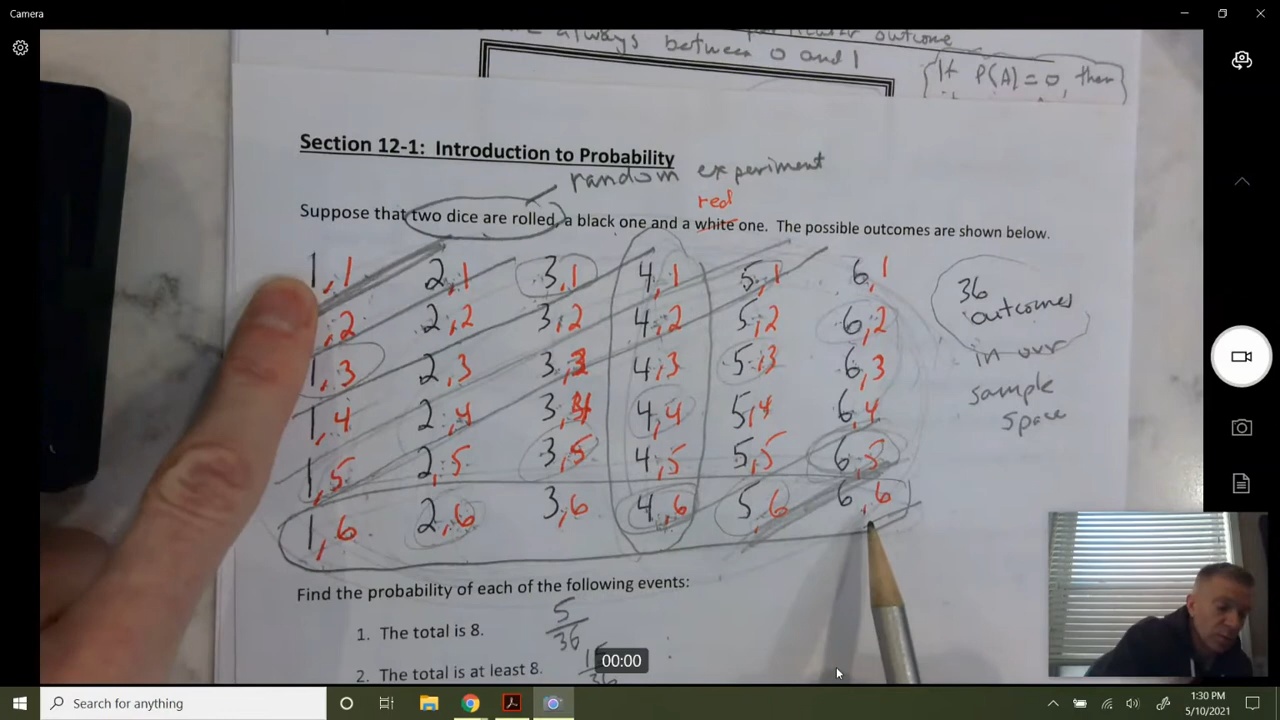 Camera
always between 0 and 1
particular outcome
If P(A)=0, then
Section 12-1: Introduction to Probability
random experiment
red
Suppose that two dice are rolled, a black one and a white one. The possible outcomes are shown below.
1,1 2,1 3,1 4,1 5,1 6,1
,2 2,2 3,2 4,2 5,2 6,2
1,3 2,3 3,3 4,3 5,3 6,3
1,4 2,4 3,4 4,4 5,4 6,4
1,5 2,5 3,5 4,5 5,5 6,5
1,6 2,6 3,6 4,6 5,6 6,6
36
outcomes
in our
sample
space
Find the probability of each of the following events:
1. The total is 8.
5/36
2. The total is at least 8.
00:00
Search for anything
1:30 PM
5/10/2021